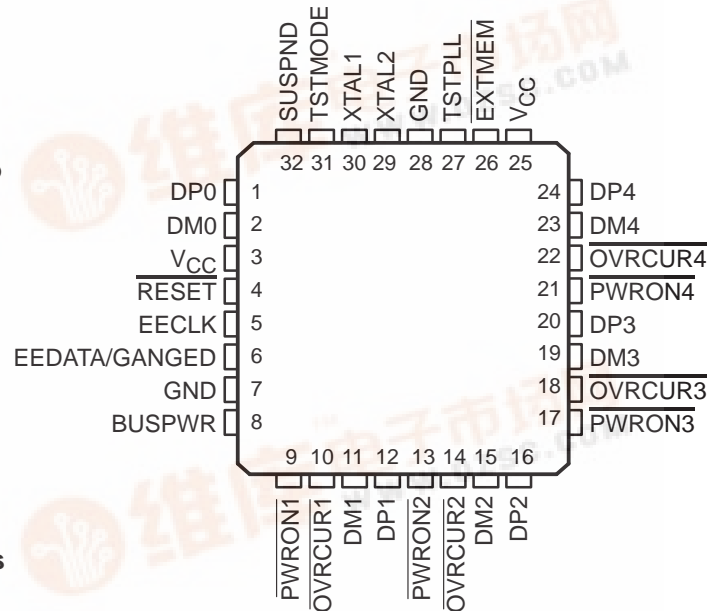 SUSPND
TSTMODE
XTAL1
XTAL2
GND
TSTPLL
EXTMEM
VCC
32 31 30 29 28 27 26 25
DP0 1
DM0 2
VCC 3
RESET 4
EECLK 5
EEDATA/GANGED 6
GND 7
BUSPWR 8
24 DP4
23 DM4
22 OVRCUR4
21 PWRON4
20 DP3
19 DM3
18 OVRCUR3
17 PWRON3
9 10 11 12 13 14 15 16
PWRON1
OVRCUR1
DM1
DP1
PWRON2
OVRCUR2
DM2
DP2
s